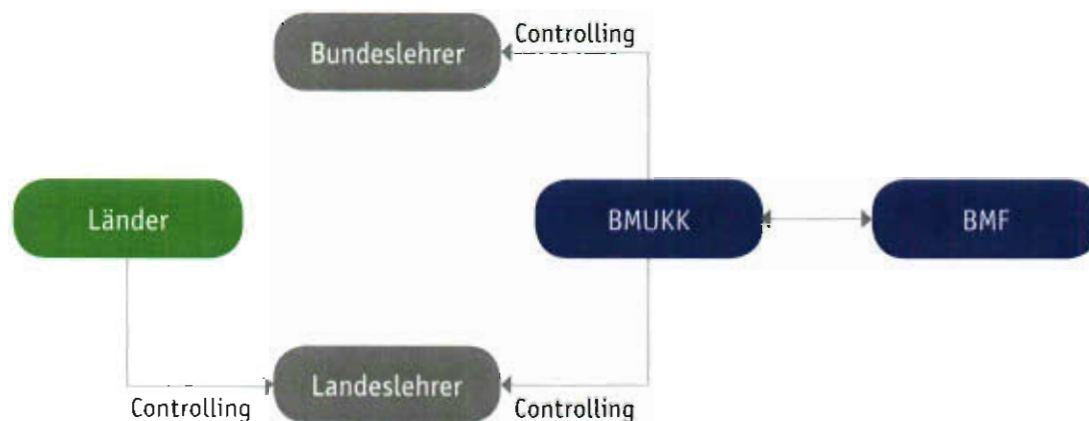 Controlling
Bundeslehrer
Länder
BMUKK
BMF
Landeslehrer
Controlling
Controlling